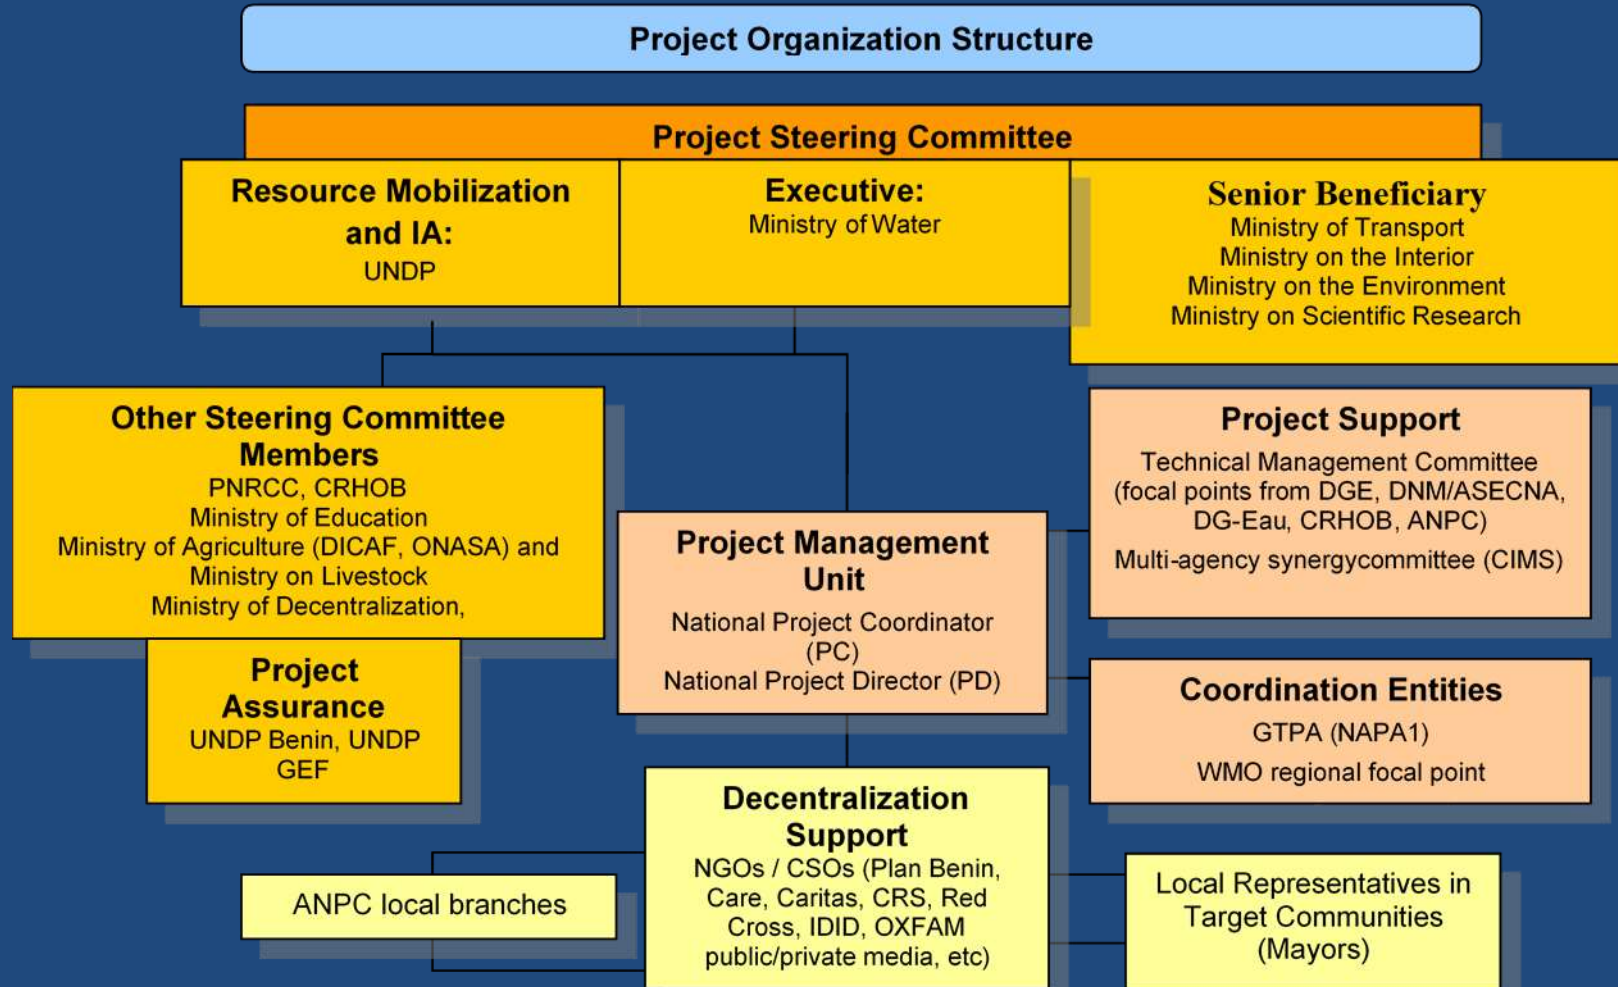 Project Organization Structure
Project Steering Committee
Resource Mobilization
and IA:
UNDP
Executive:
Ministry of Water
Senior Beneficiary
Ministry of Transport
Ministry on the Interior
Ministry on the Environment
Ministry on Scientific Research
Other Steering Committee
Members
PNRCC, CRHOB
Ministry of Education
Ministry of Agriculture (DICAF, ONASA) and
Ministry on Livestock
Ministry of Decentralization,
Project
Assurance
UNDP Benin, UNDP
GEF
Project Management
Unit
National Project Coordinator
(PC)
National Project Director (PD)
Project Support
Technical Management Committee
(focal points from DGE, DNM/ASECNA,
DG-Eau, CRHOB, ANPC)
Multi-agency synergycommittee (CIMS)
Coordination Entities
GTPA (NAPA1)
WMO regional focal point
Decentralization
Support
NGOs / CSOs (Plan Benin,
Care, Caritas, CRS, Red
Cross, IDID, OXFAM
public/private media, etc)
ANPC local branches
Local Representatives in
Target Communities
(Mayors)